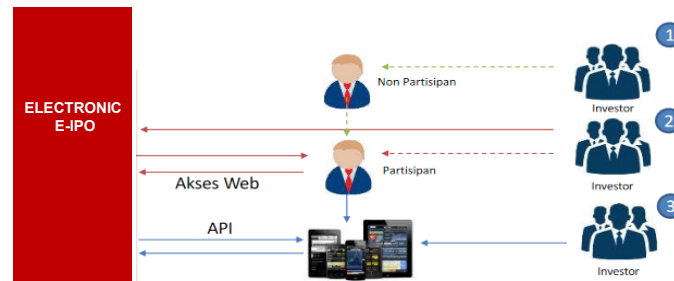 ELECTRONIC
E-IPO
1
Non Partisipan
Investor
2
Partisipan
Akses Web
Investor
3
API
Investor